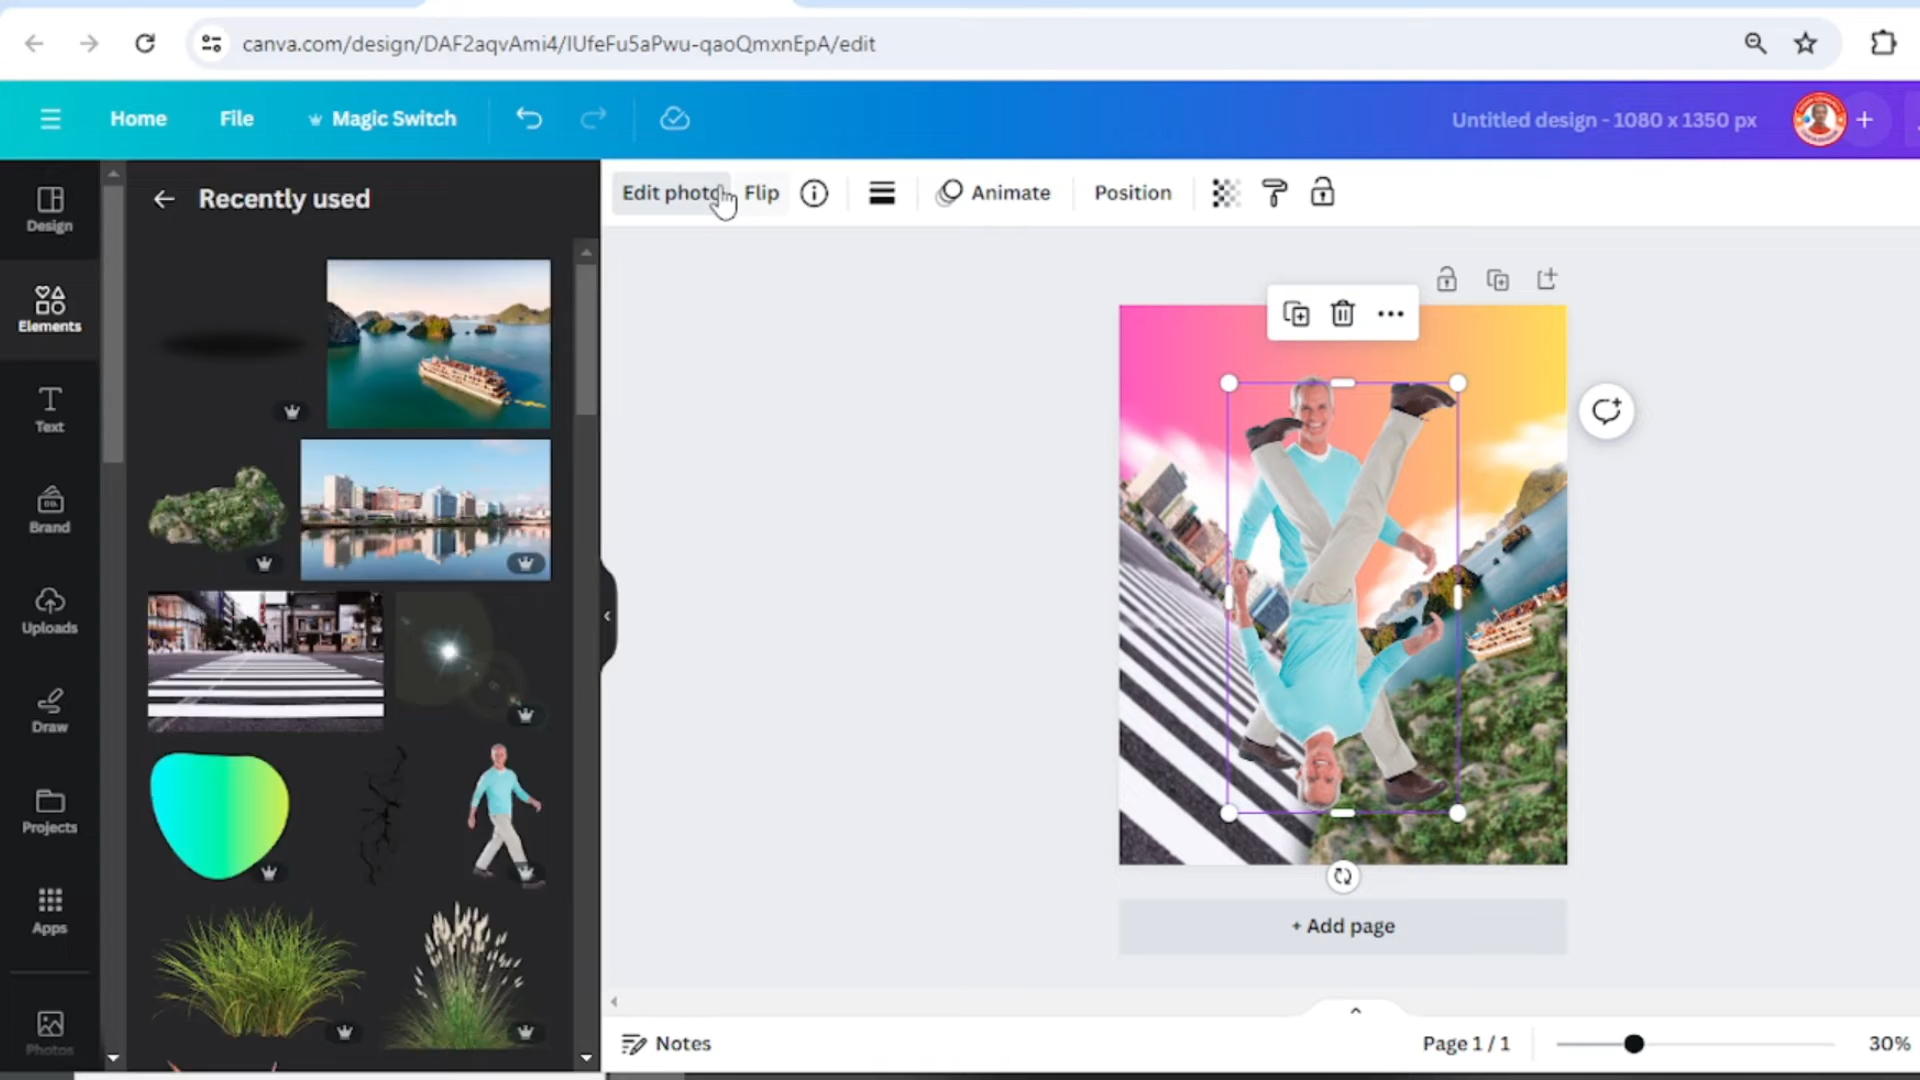 canva.com/design/DAF2aqvAmi4/IUfeFu5aPwu-qaoQmxnEpA/edit
Home
File
Magic Switch
Untitled design - 1080 x 1350 px
Design
Elements
Text
Brand
Uploads
Draw
Projects
Apps
Photos
Recently used
Edit photo
Flip
Animate
Position
+ Add page
Notes
Page 1 / 1
30%